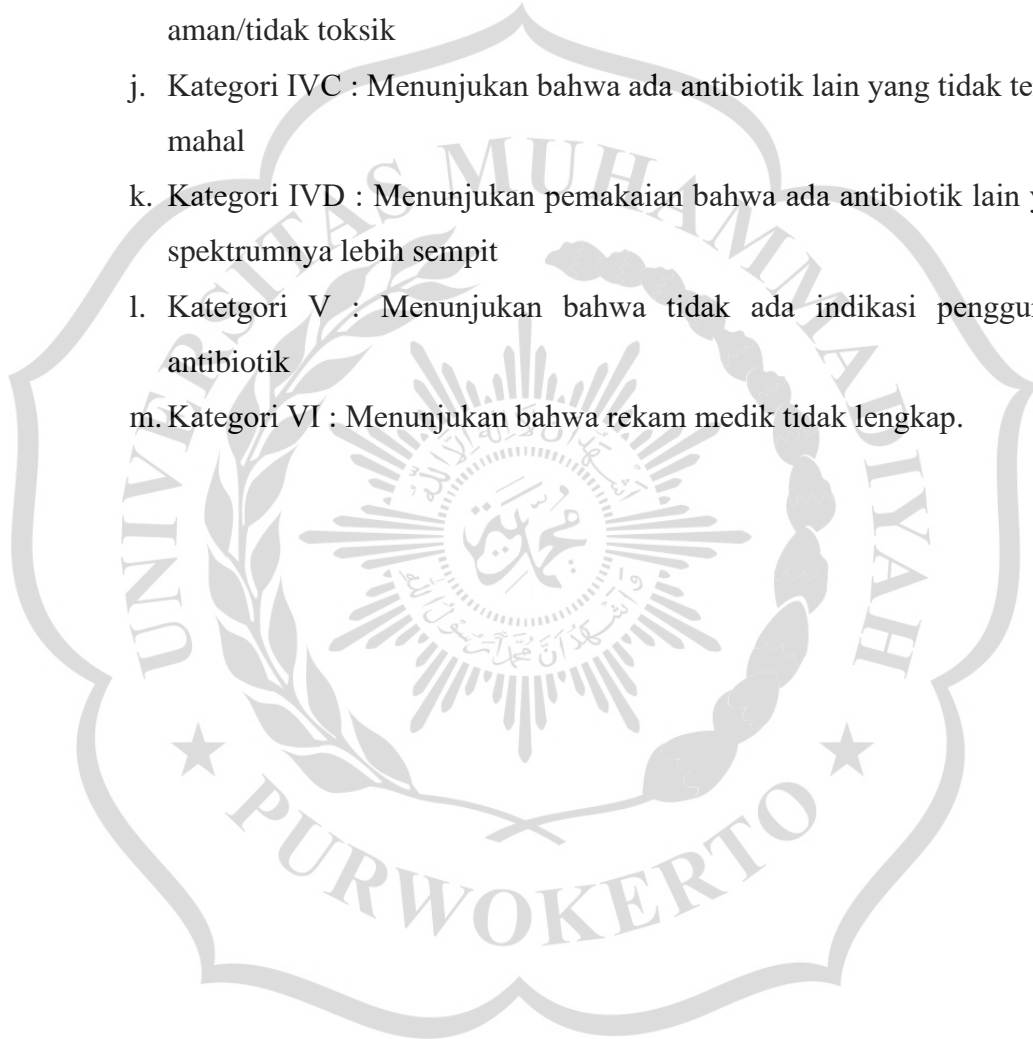 aman/tidak toksik
j. Kategori IVC : Menunjukan bahwa ada antibiotik lain yang tidak te
mahal
k. Kategori IVD : Menunjukan pemakaian bahwa ada antibiotik lain y
spektrumnya lebih sempit
l. Katetgori V : Menunjukan bahwa tidak ada indikasi penggu
antibiotik
m. Kategori VI : Menunjukan bahwa rekam medik tidak lengkap.
UNIVERSITAS MUHAMMADIYAH
PURWOKERTO